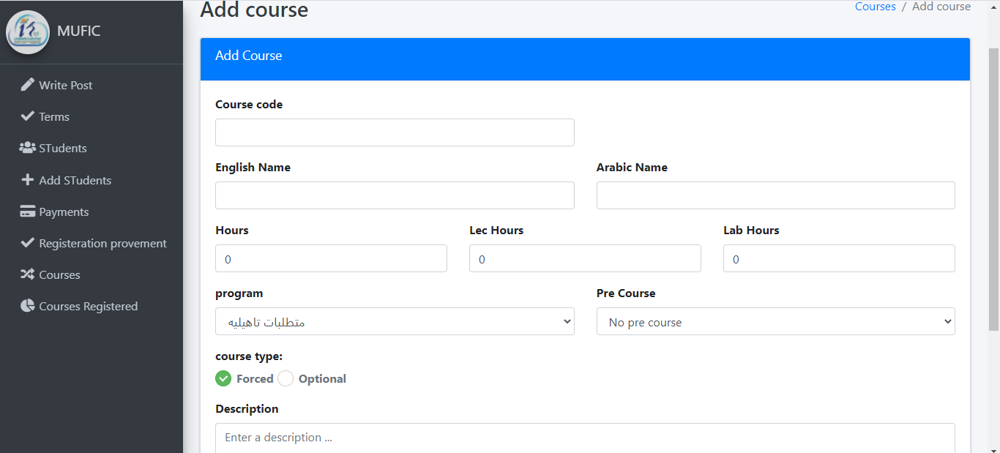 MUFIC
Write Post
Terms
STudents
Add STudents
Payments
Registeration provement
Courses
Courses Registered
Add course
Courses / Add course
Add Course
Course code
English Name
Arabic Name
Hours
Lec Hours
Lab Hours
0
0
0
program
Pre Course
متطلبات تاهيليه
No pre course
course type:
Forced
Optional
Description
Enter a description ...